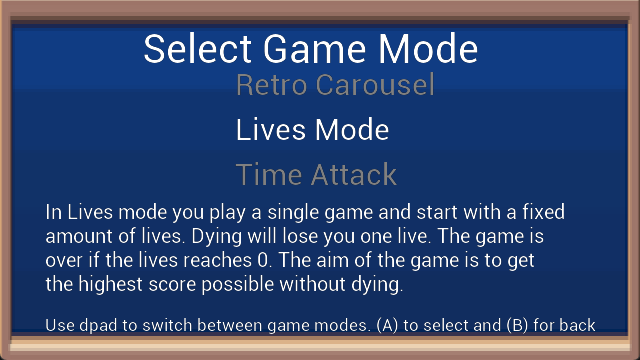 Select Game Mode
Retro Carousel
Lives Mode
Time Attack
In Lives mode you play a single game and start with a fixed
amount of lives. Dying will lose you one live. The game is
over if the lives reaches 0. The aim of the game is to get
the highest score possible without dying.
Use dpad to switch between game modes. (A) to select and (B) for back